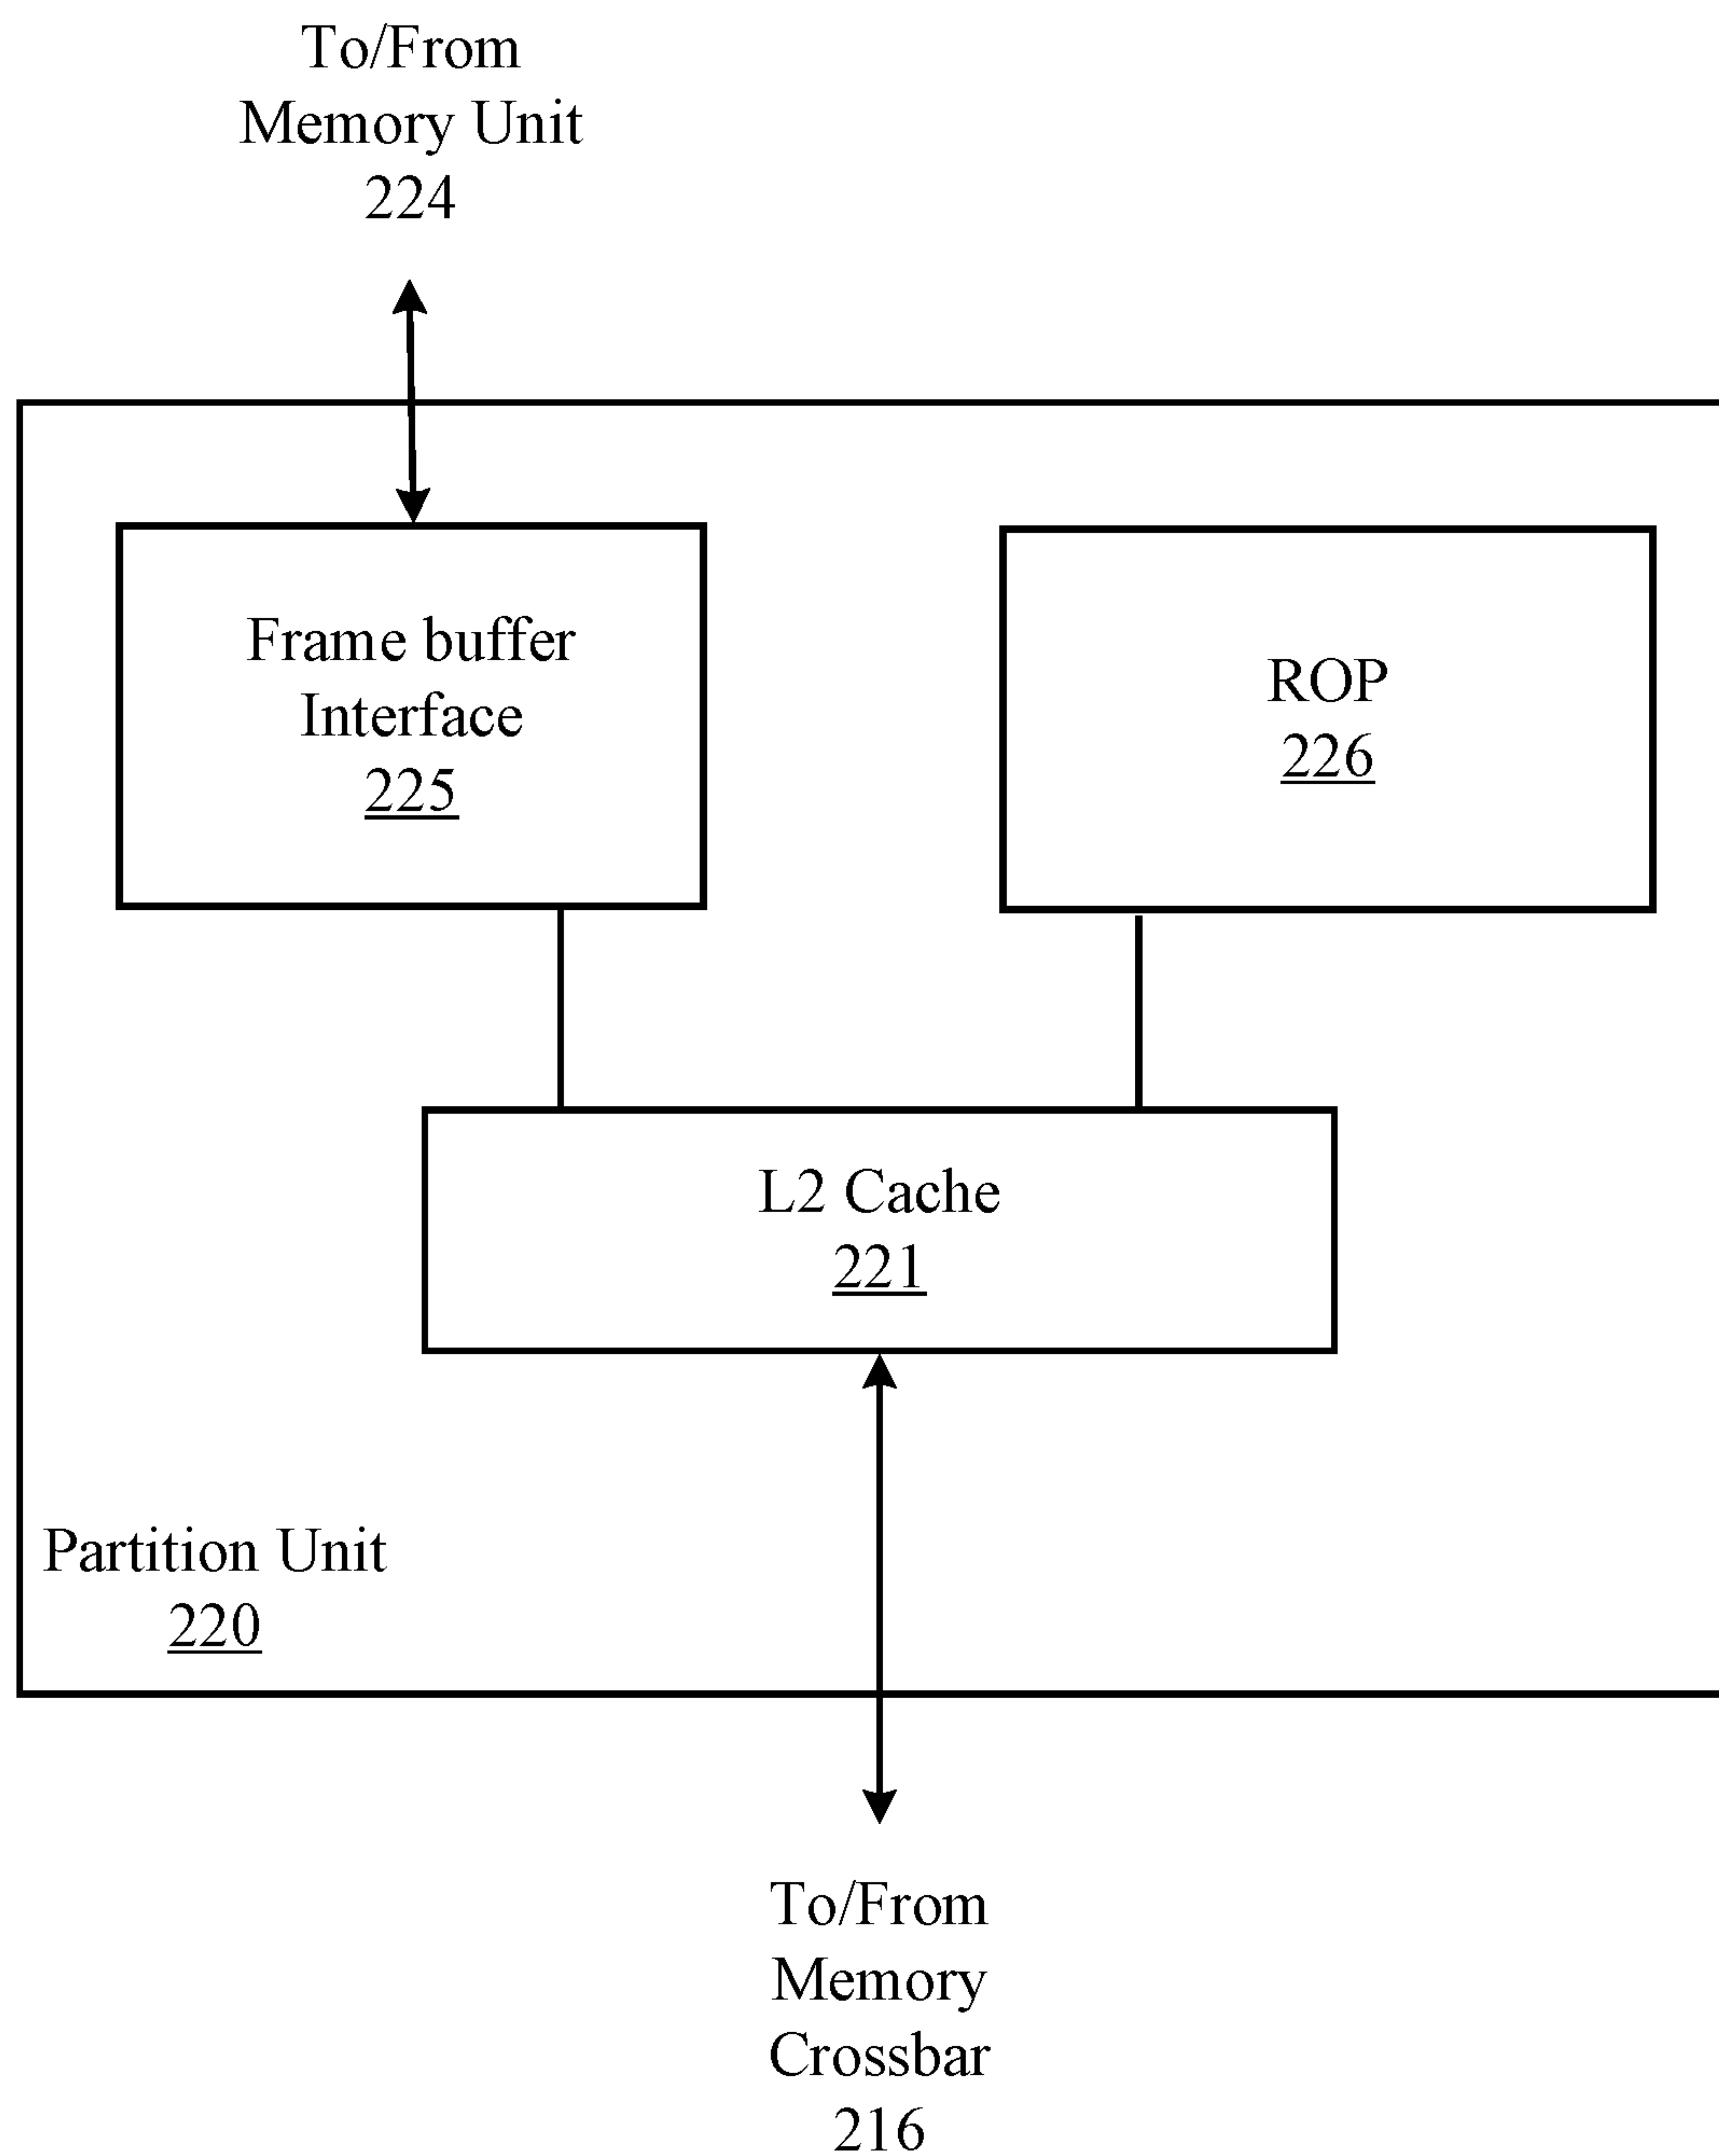 To/From
Memory Unit
224
Frame buffer
Interface
225
ROP
226
L2 Cache
221
Partition Unit
220
To/From
Memory
Crossbar
216